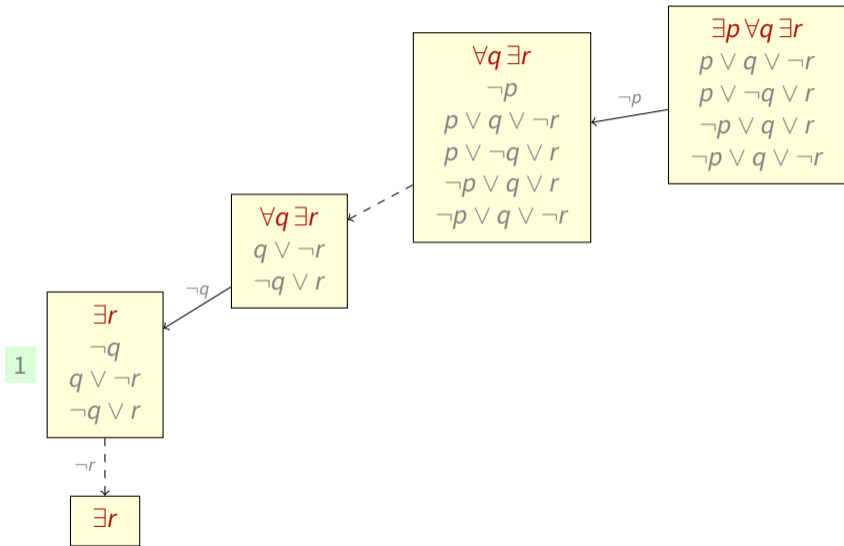 ∃p ∀q ∃r
p ∨ q ∨ ¬r
p ∨ ¬q ∨ r
¬p ∨ q ∨ r
¬p ∨ q ∨ ¬r
¬p
∀q ∃r
¬p
p ∨ q ∨ ¬r
p ∨ ¬q ∨ r
¬p ∨ q ∨ r
¬p ∨ q ∨ ¬r
∀q ∃r
q ∨ ¬r
¬q ∨ r
¬q
∃r
¬q
q ∨ ¬r
¬q ∨ r
1
¬r
∃r